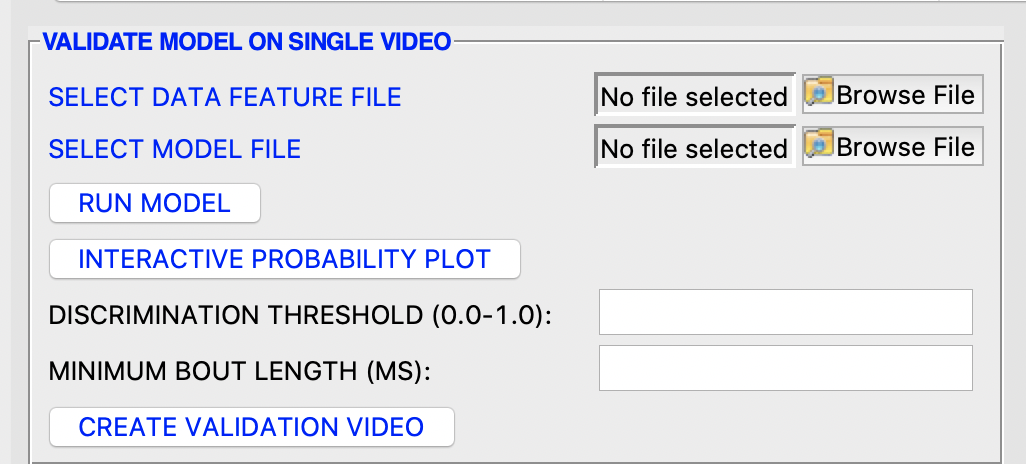 VALIDATE MODEL ON SINGLE VIDEO
SELECT DATA FEATURE FILE No file selected Browse File
SELECT MODEL FILE No file selected Browse File
RUN MODEL
INTERACTIVE PROBABILITY PLOT
DISCRIMINATION THRESHOLD (0.0-1.0):
MINIMUM BOUT LENGTH (MS):
CREATE VALIDATION VIDEO